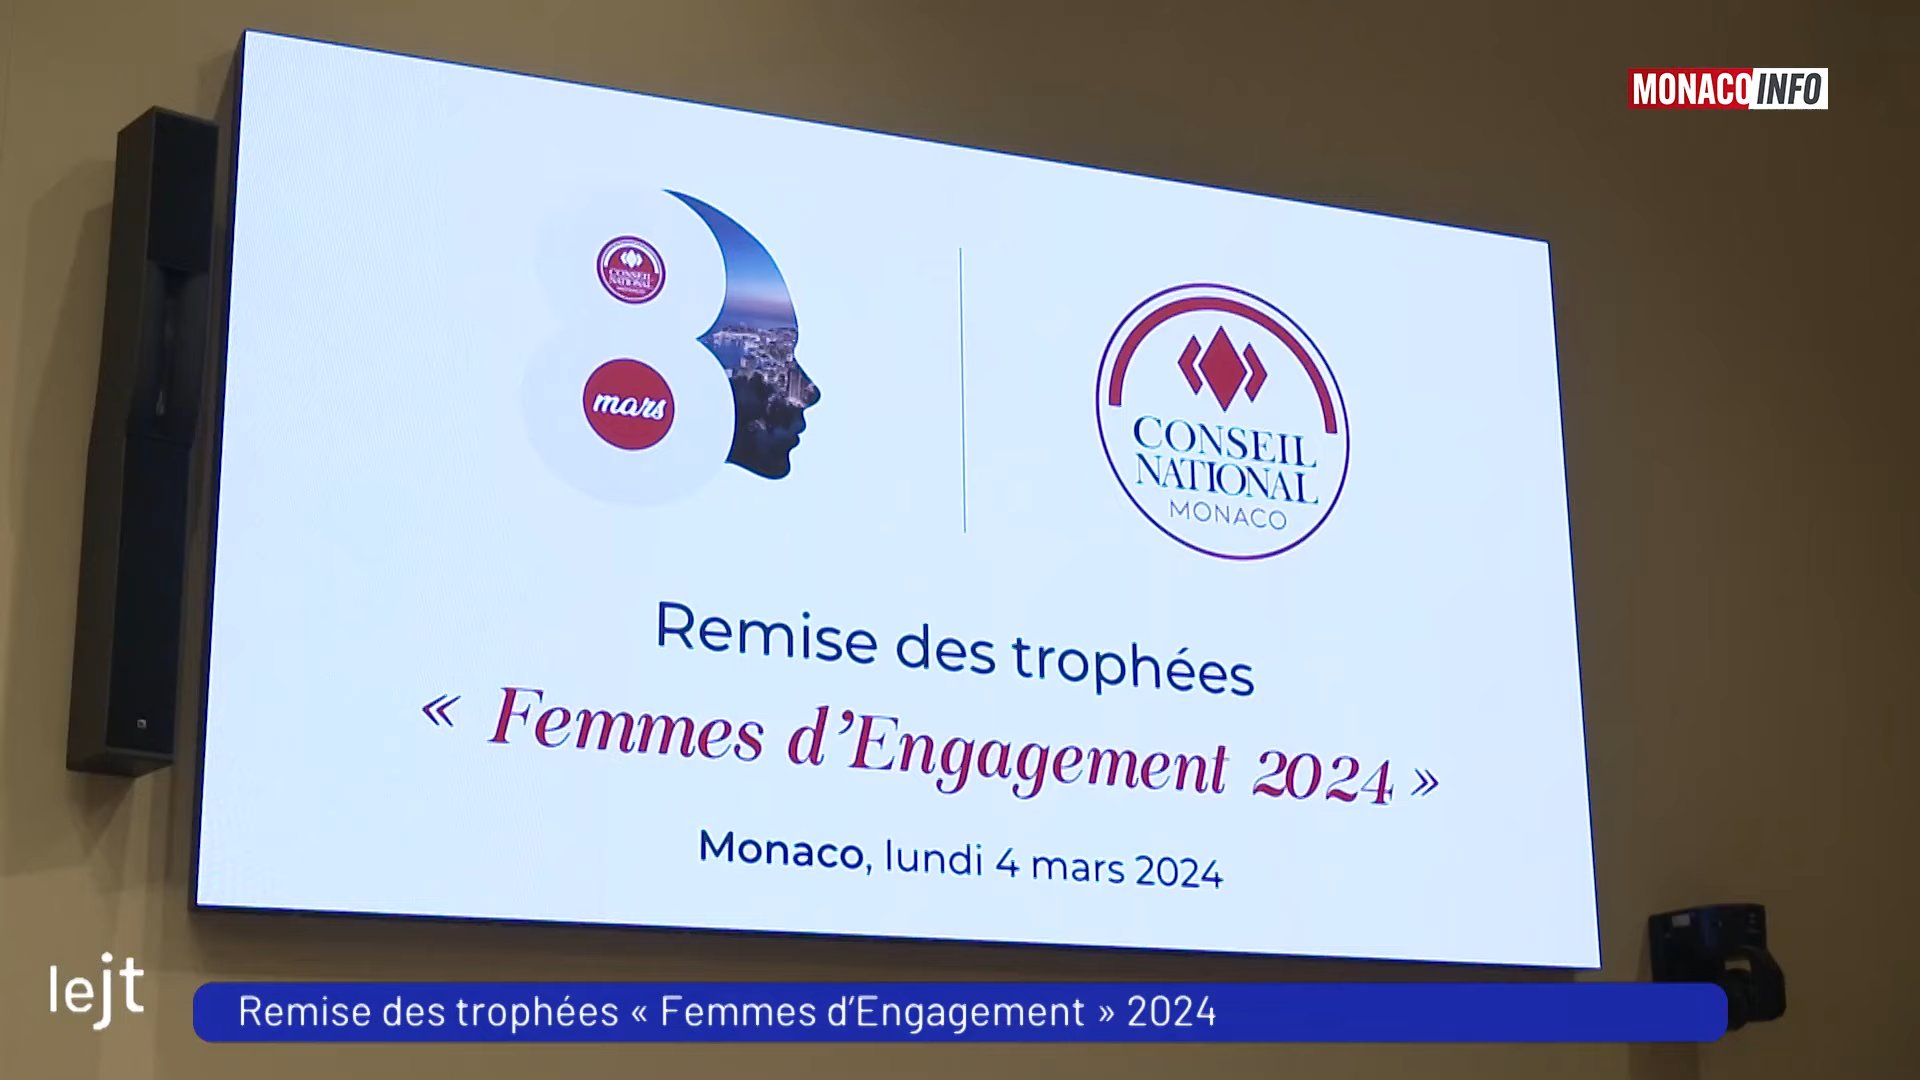 MONACOINFO
CONSEIL
NATIONAL
MONACO
mars
CONSEIL
NATIONAL
MONACO
Remise des trophées
« Femmes d’Engagement 2024 »
Monaco, lundi 4 mars 2024
lejt
Remise des trophées « Femmes d’Engagement » 2024